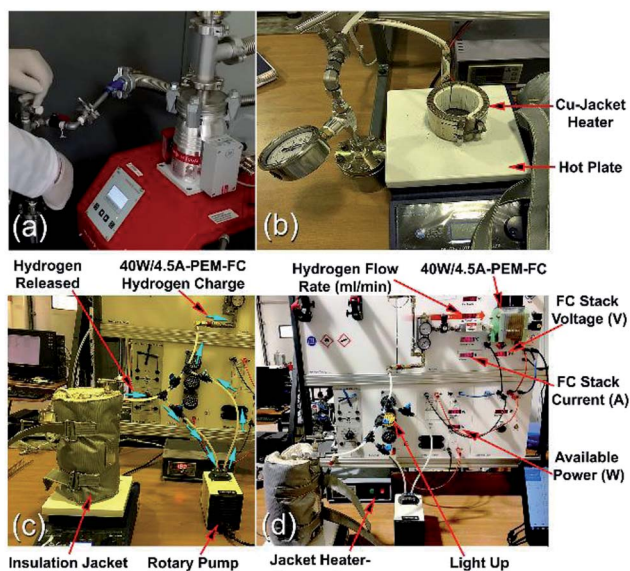 (a)
(b)
Cu-Jacket
Heater
Hot Plate
Hydrogen
Released
40W/4.5A-PEM-FC
Hydrogen Charge
Hydrogen Flow
Rate (ml/min)
40W/4.5A-PEM-FC
FC Stack
Voltage (V)
FC Stack
Current (A)
Available
Power (W)
(c)
(d)
Insulation Jacket
Rotary Pump
Jacket Heater-
Light Up